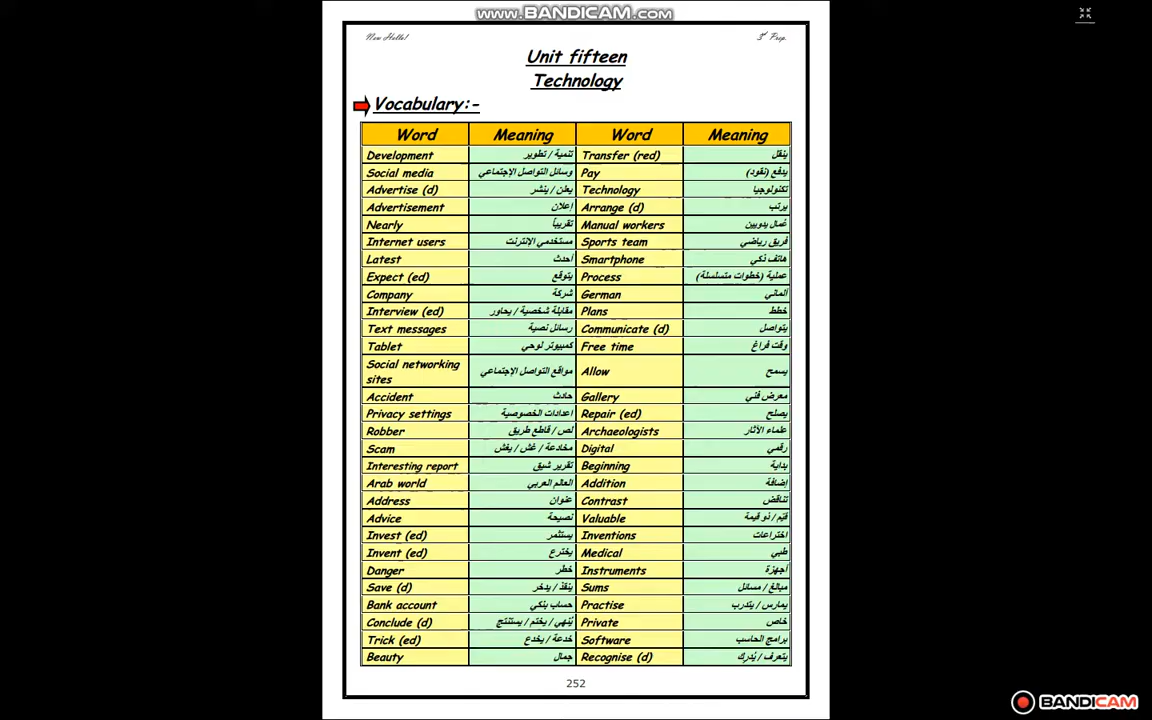 www.BANDICAM.com
New Hello!
3rd Prep.
Unit fifteen
Technology
Vocabulary:-
Word Meaning Word Meaning
Development تنمية / تطوير Transfer (red) ينقل
Social media وسائل التواصل الإجتماعي Pay يدفع (نقود)
Advertise (d) يعلن / ينشر Technology تكنولوجيا
Advertisement إعلان Arrange (d) يرتب
Nearly تقريباً Manual workers عُمال يدويين
Internet users مستخدمي الانترنت Sports team فريق رياضي
Latest أحدث Smartphone هاتف ذكي
Expect (ed) يتوقع Process عملية (خطوات متسلسلة)
Company شركة German ألماني
Interview (ed) مقابلة شخصية / يحاور Plans خطط
Text messages رسائل نصية Communicate (d) يتواصل
Tablet كمبيوتر لوحي Free time وقت فراغ
Social networking sites مواقع التواصل الإجتماعي Allow يسمح
Accident حادث Gallery معرض فني
Privacy settings اعدادات الخصوصية Repair (ed) يصلح
Robber لص / قاطع طريق Archaeologists علماء الآثار
Scam مخادعة / غش / يغش Digital رقمي
Interesting report تقرير شيق Beginning بداية
Arab world العالم العربي Addition إضافة
Address عنوان Contrast تناقض
Advice نصيحة Valuable قيّم / ذو قيمة
Invest (ed) يستثمر Inventions اختراعات
Invent (ed) يخترع Medical طبي
Danger خطر Instruments أجهزة
Save (d) ينقذ / يدخر Sums مبالغ / مسائل
Bank account حساب بنكي Practise يمارس / يتدرب
Conclude (d) يُنهي / يختم / يستنتج Private خاص
Trick (ed) خدعة / يخدع Software برامج الحاسب
Beauty جمال Recognise (d) يتعرف / يُدرك
252
BANDICAM